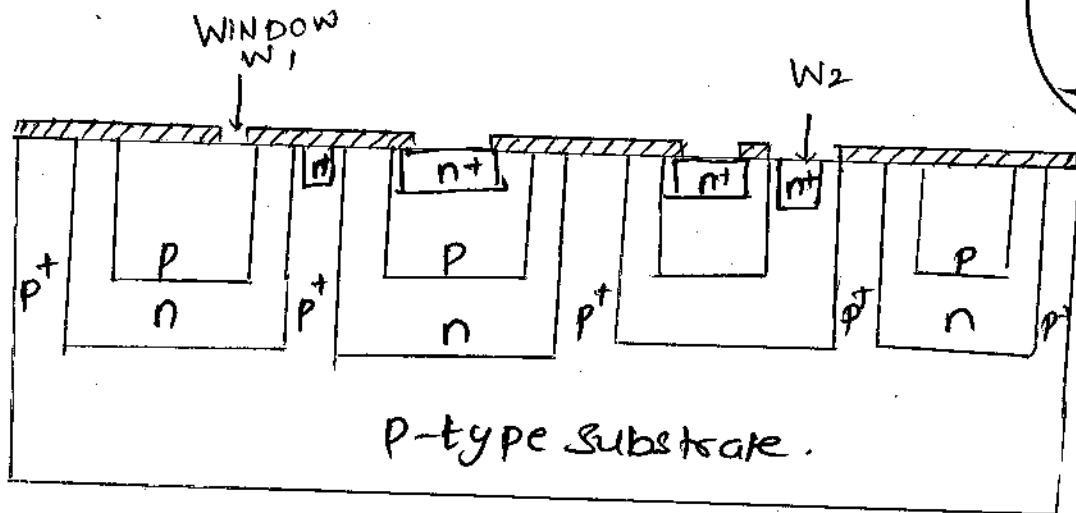 WINDOW
W1
W2
n+
n+
n+
n+
P
P
P
P+
n
P+
n
P+
P+
n
P+
P-type Substrate.